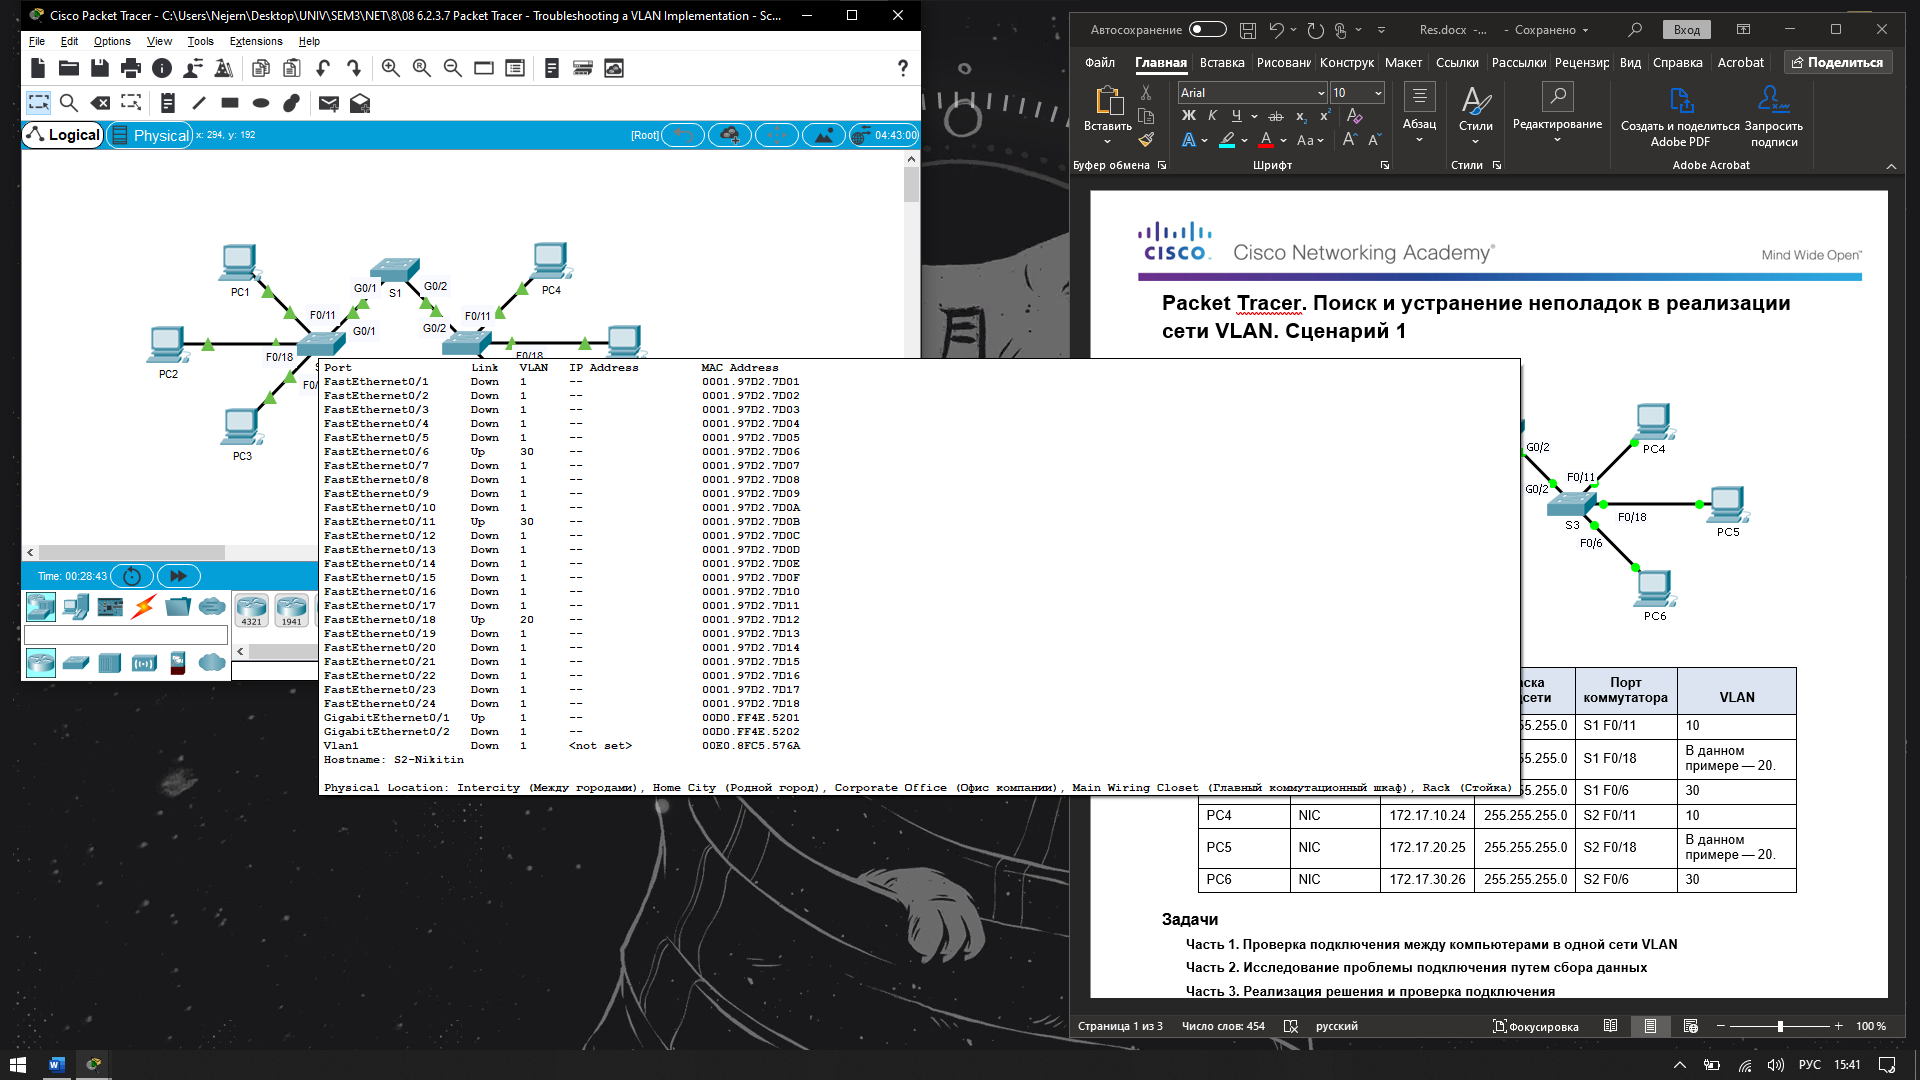 Cisco Packet Tracer - C:\Users\Nejern\Desktop\UNIV\SEM3\NET\8\08 6.2.3.7 Packet Tracer - Troubleshooting a VLAN Implementation - Sc...
File Edit Options View Tools Extensions Help
?
Logical Physical x: 294, y: 192 [Root] 04:43:00
PC1
G0/1
S1
G0/2
PC4
F0/11
G0/1
F0/11
G0/2
PC2
F0/18
F0/18
F0/
PC3
Time: 00:28:43
4321 1941
Port Link VLAN IP Address MAC Address
FastEthernet0/1 Down 1 -- 0001.97D2.7D01
FastEthernet0/2 Down 1 -- 0001.97D2.7D02
FastEthernet0/3 Down 1 -- 0001.97D2.7D03
FastEthernet0/4 Down 1 -- 0001.97D2.7D04
FastEthernet0/5 Down 1 -- 0001.97D2.7D05
FastEthernet0/6 Up 30 -- 0001.97D2.7D06
FastEthernet0/7 Down 1 -- 0001.97D2.7D07
FastEthernet0/8 Down 1 -- 0001.97D2.7D08
FastEthernet0/9 Down 1 -- 0001.97D2.7D09
FastEthernet0/10 Down 1 -- 0001.97D2.7D0A
FastEthernet0/11 Up 30 -- 0001.97D2.7D0B
FastEthernet0/12 Down 1 -- 0001.97D2.7D0C
FastEthernet0/13 Down 1 -- 0001.97D2.7D0D
FastEthernet0/14 Down 1 -- 0001.97D2.7D0E
FastEthernet0/15 Down 1 -- 0001.97D2.7D0F
FastEthernet0/16 Down 1 -- 0001.97D2.7D10
FastEthernet0/17 Down 1 -- 0001.97D2.7D11
FastEthernet0/18 Up 20 -- 0001.97D2.7D12
FastEthernet0/19 Down 1 -- 0001.97D2.7D13
FastEthernet0/20 Down 1 -- 0001.97D2.7D14
FastEthernet0/21 Down 1 -- 0001.97D2.7D15
FastEthernet0/22 Down 1 -- 0001.97D2.7D16
FastEthernet0/23 Down 1 -- 0001.97D2.7D17
FastEthernet0/24 Down 1 -- 0001.97D2.7D18
GigabitEthernet0/1 Up 1 -- 00D0.FF4E.5201
GigabitEthernet0/2 Down 1 -- 00D0.FF4E.5202
Vlan1 Down 1 <not set> 00E0.8FC5.576A
Hostname: S2-Nikitin
Physical Location: Intercity (Между городами), Home City (Родной город), Corporate Office (Офис компании), Main Wiring Closet (Главный коммутационный шкаф), Rack (Стойка)
月
Автосохранение Res.docx -... - Сохранено Вход
Файл Главная Вставка Рисовани Конструк Макет Ссылки Рассылки Рецензир Вид Справка Acrobat Поделиться
Вставить
Буфер обмена
Arial 10
Ж К Ч ab x₂ x²
A A Aa A A
Шрифт
Абзац
Стили
Стили
Редактирование
Создать и поделиться Adobe PDF
Запросить подписи
Adobe Acrobat
CISCO. Cisco Networking Academy® Mind Wide Open™
Packet Tracer. Поиск и устранение неполадок в реализации
сети VLAN. Сценарий 1
G0/2
PC4
F0/11
G0/2
S3
F0/18
PC5
F0/6
PC6
Порт коммутатора VLAN
55.255.0 S1 F0/11 10
55.255.0 S1 F0/18 В данном примере — 20.
55.255.0 S1 F0/6 30
PC4 NIC 172.17.10.24 255.255.255.0 S2 F0/11 10
PC5 NIC 172.17.20.25 255.255.255.0 S2 F0/18 В данном примере — 20.
PC6 NIC 172.17.30.26 255.255.255.0 S2 F0/6 30
Задачи
Часть 1. Проверка подключения между компьютерами в одной сети VLAN
Часть 2. Исследование проблемы подключения путем сбора данных
Часть 3. Реализация решения и проверка подключения
Страница 1 из 3 Число слов: 454 русский Фокусировка 100 %
РУС 15:41